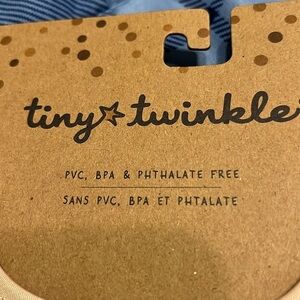 tiny twinkle
PVC, BPA & PHTHALATE FREE
SANS PVC, BPA ET PHTALATE